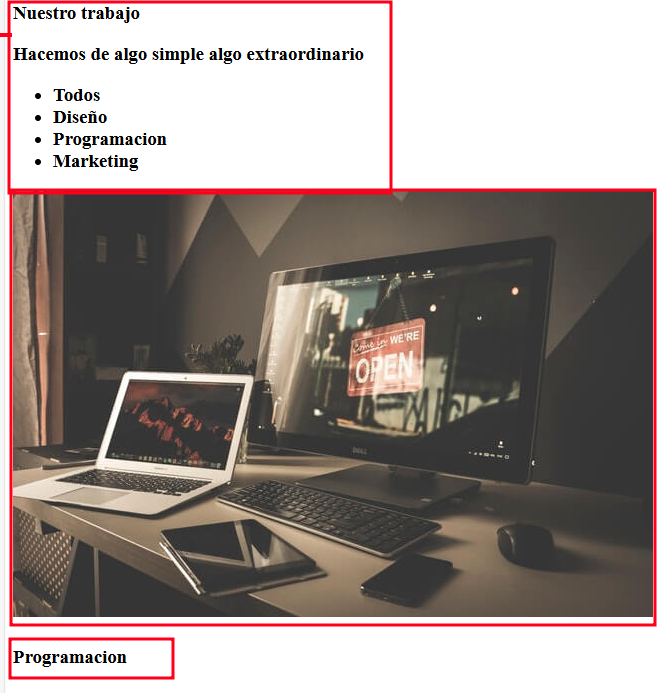 Nuestro trabajo
Hacemos de algo simple algo extraordinario
Todos
Diseño
Programacion
Marketing
Come in WE'RE
OPEN
DELL
Programacion